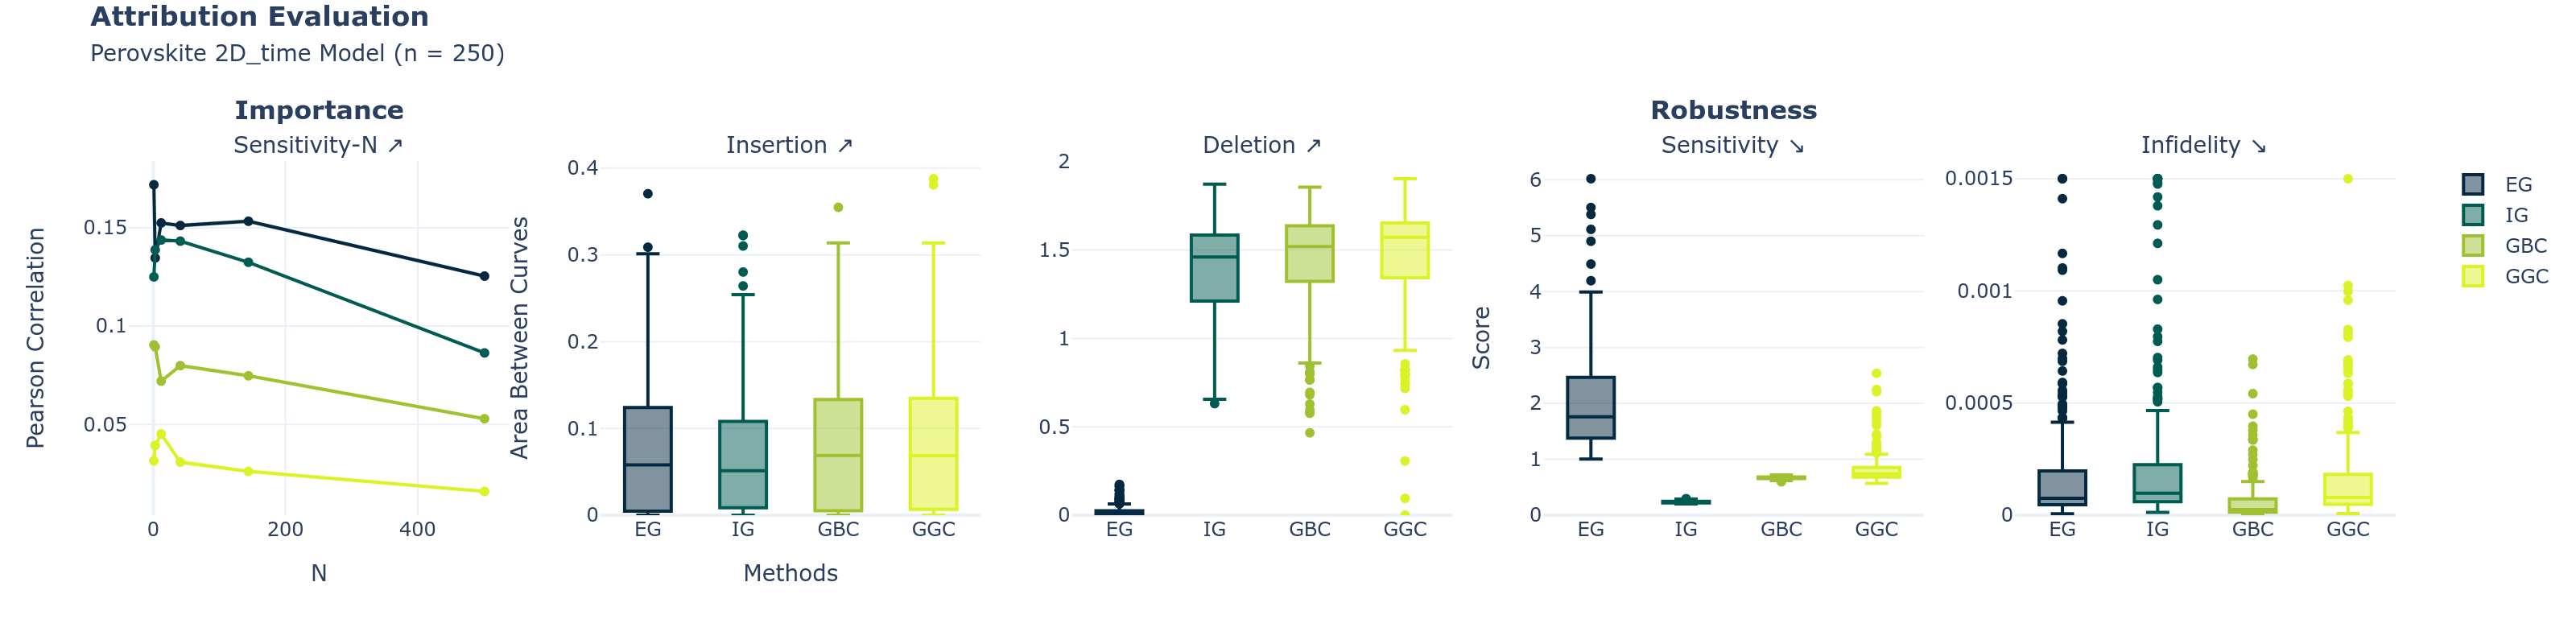 Attribution Evaluation
Perovskite 2D_time Model (n = 250)
Importance
Sensitivity-N ↗
Pearson Correlation
0.15
0.1
0.05
0
200
400
N
Insertion ↗
Area Between Curves
0.4
0.3
0.2
0.1
0
EG
IG
GBC
GGC
Methods
Deletion ↗
2
1.5
1
0.5
0
EG
IG
GBC
GGC
Robustness
Sensitivity ↘
Score
6
5
4
3
2
1
0
EG
IG
GBC
GGC
Infidelity ↘
0.0015
0.001
0.0005
0
EG
IG
GBC
GGC
EG
IG
GBC
GGC